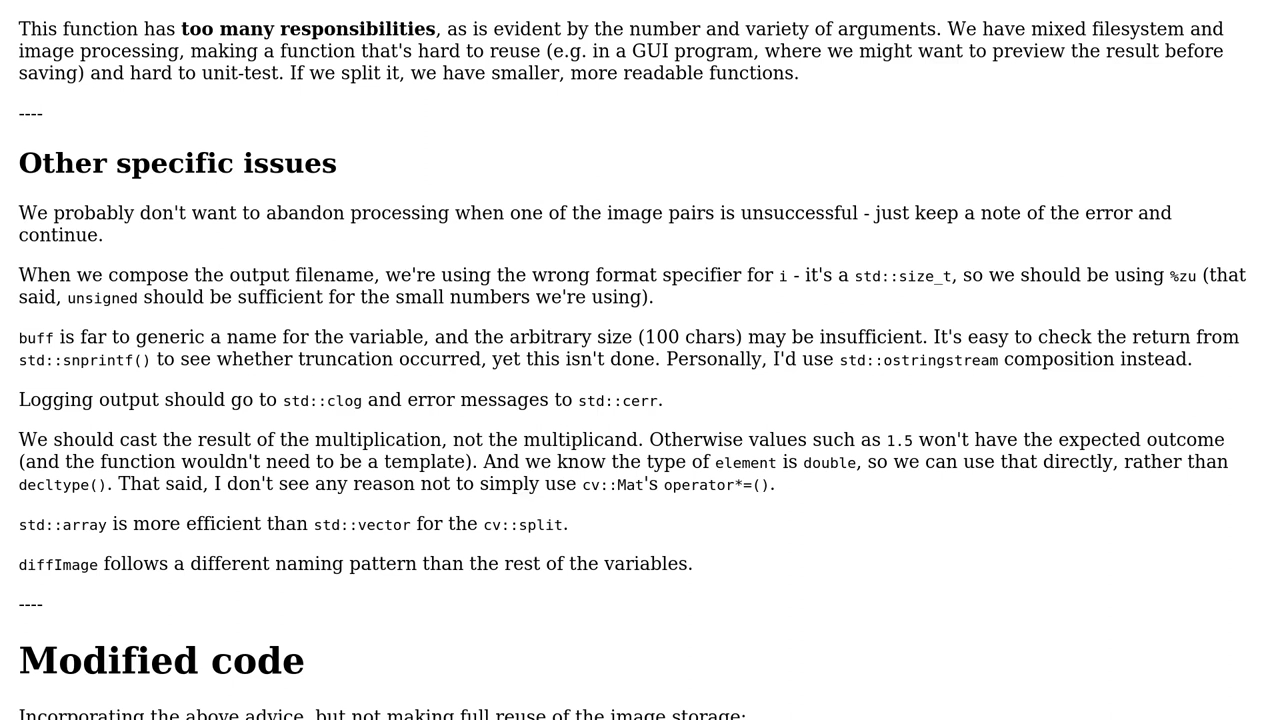 This function has too many responsibilities, as is evident by the number and variety of arguments. We have mixed filesystem and
image processing, making a function that's hard to reuse (e.g. in a GUI program, where we might want to preview the result before
saving) and hard to unit-test. If we split it, we have smaller, more readable functions.
----
Other specific issues
We probably don't want to abandon processing when one of the image pairs is unsuccessful - just keep a note of the error and
continue.
When we compose the output filename, we're using the wrong format specifier for i - it's a std::size_t, so we should be using %zu (that
said, unsigned should be sufficient for the small numbers we're using).
buff is far to generic a name for the variable, and the arbitrary size (100 chars) may be insufficient. It's easy to check the return from
std::snprintf() to see whether truncation occurred, yet this isn't done. Personally, I'd use std::ostringstream composition instead.
Logging output should go to std::clog and error messages to std::cerr.
We should cast the result of the multiplication, not the multiplicand. Otherwise values such as 1.5 won't have the expected outcome
(and the function wouldn't need to be a template). And we know the type of element is double, so we can use that directly, rather than
decltype(). That said, I don't see any reason not to simply use cv::Mat's operator*=().
std::array is more efficient than std::vector for the cv::split.
diffImage follows a different naming pattern than the rest of the variables.
----
Modified code
Incorporating the above advice, but not making full reuse of the image storage: